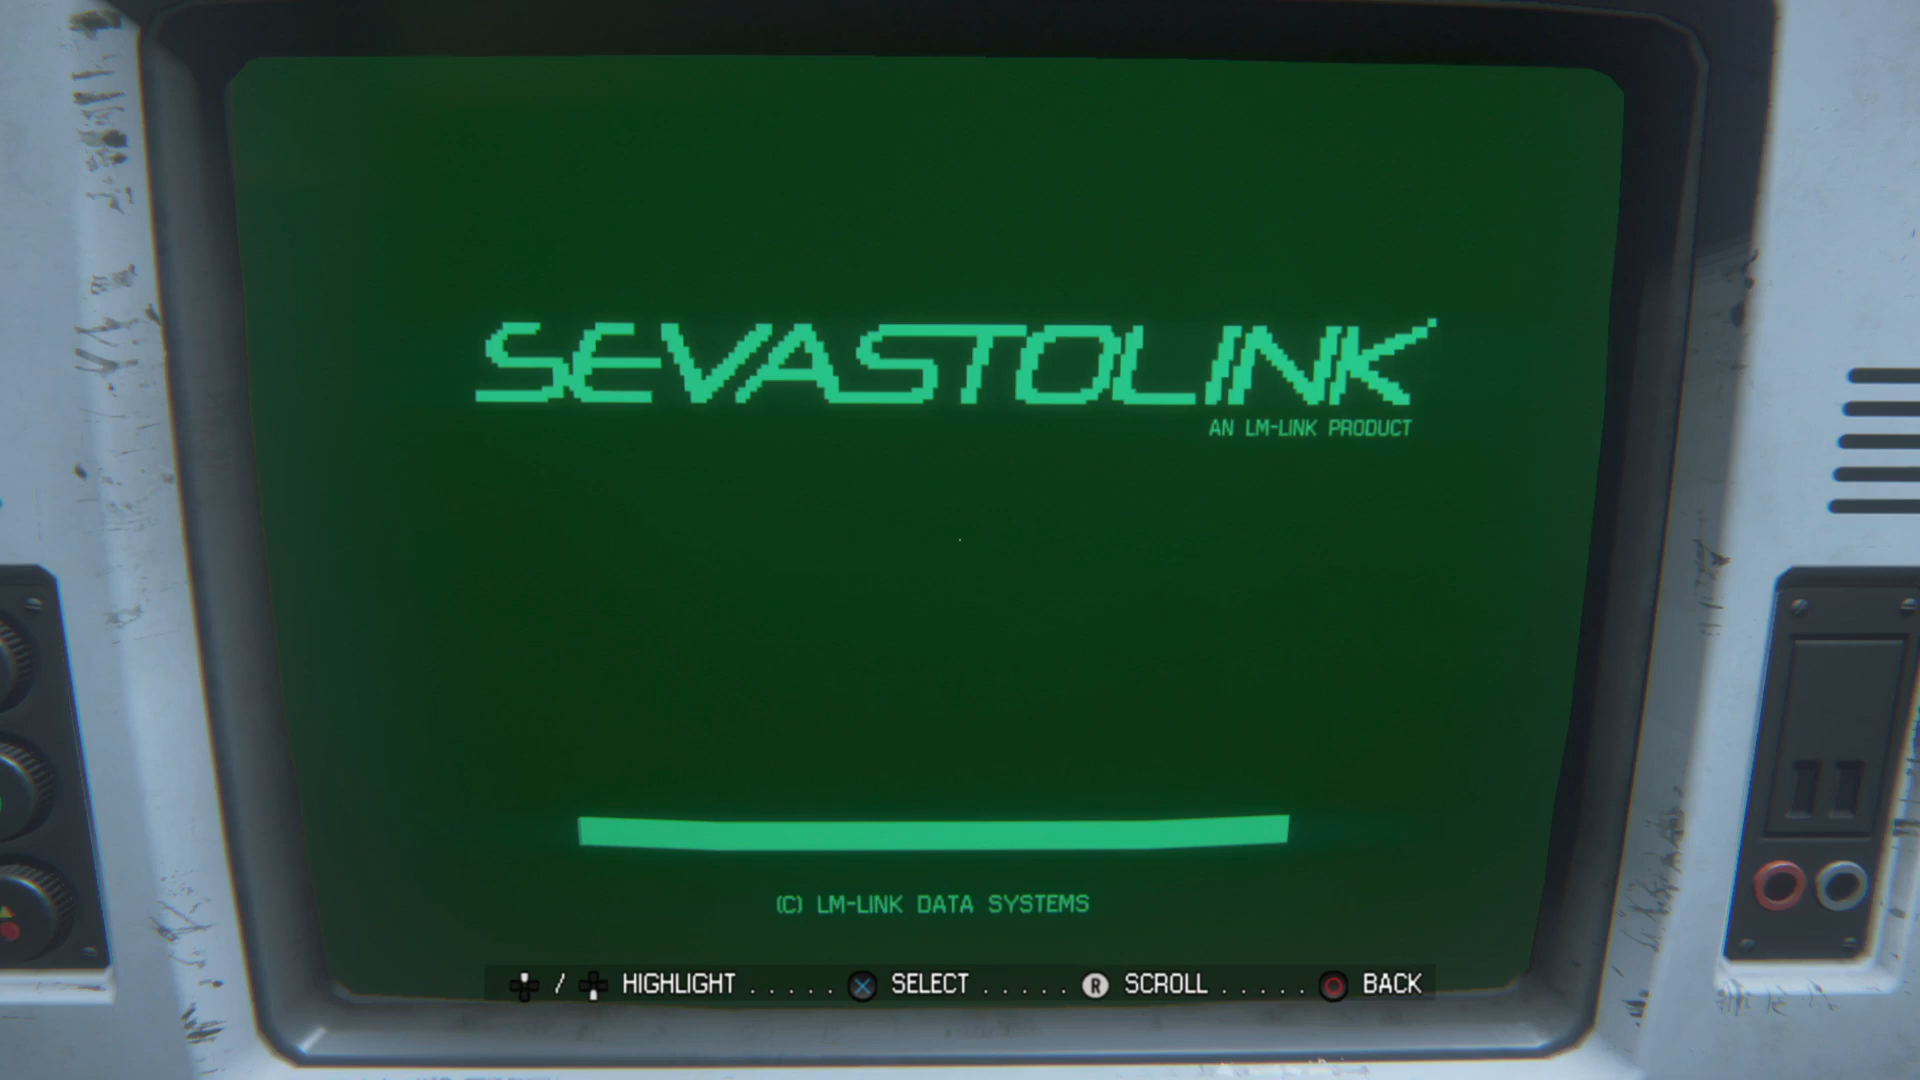 SEVASTOLINK
AN LM-LINK PRODUCT
(C) LM-LINK DATA SYSTEMS
/ HIGHLIGHT ..... SELECT ..... R SCROLL ..... BACK